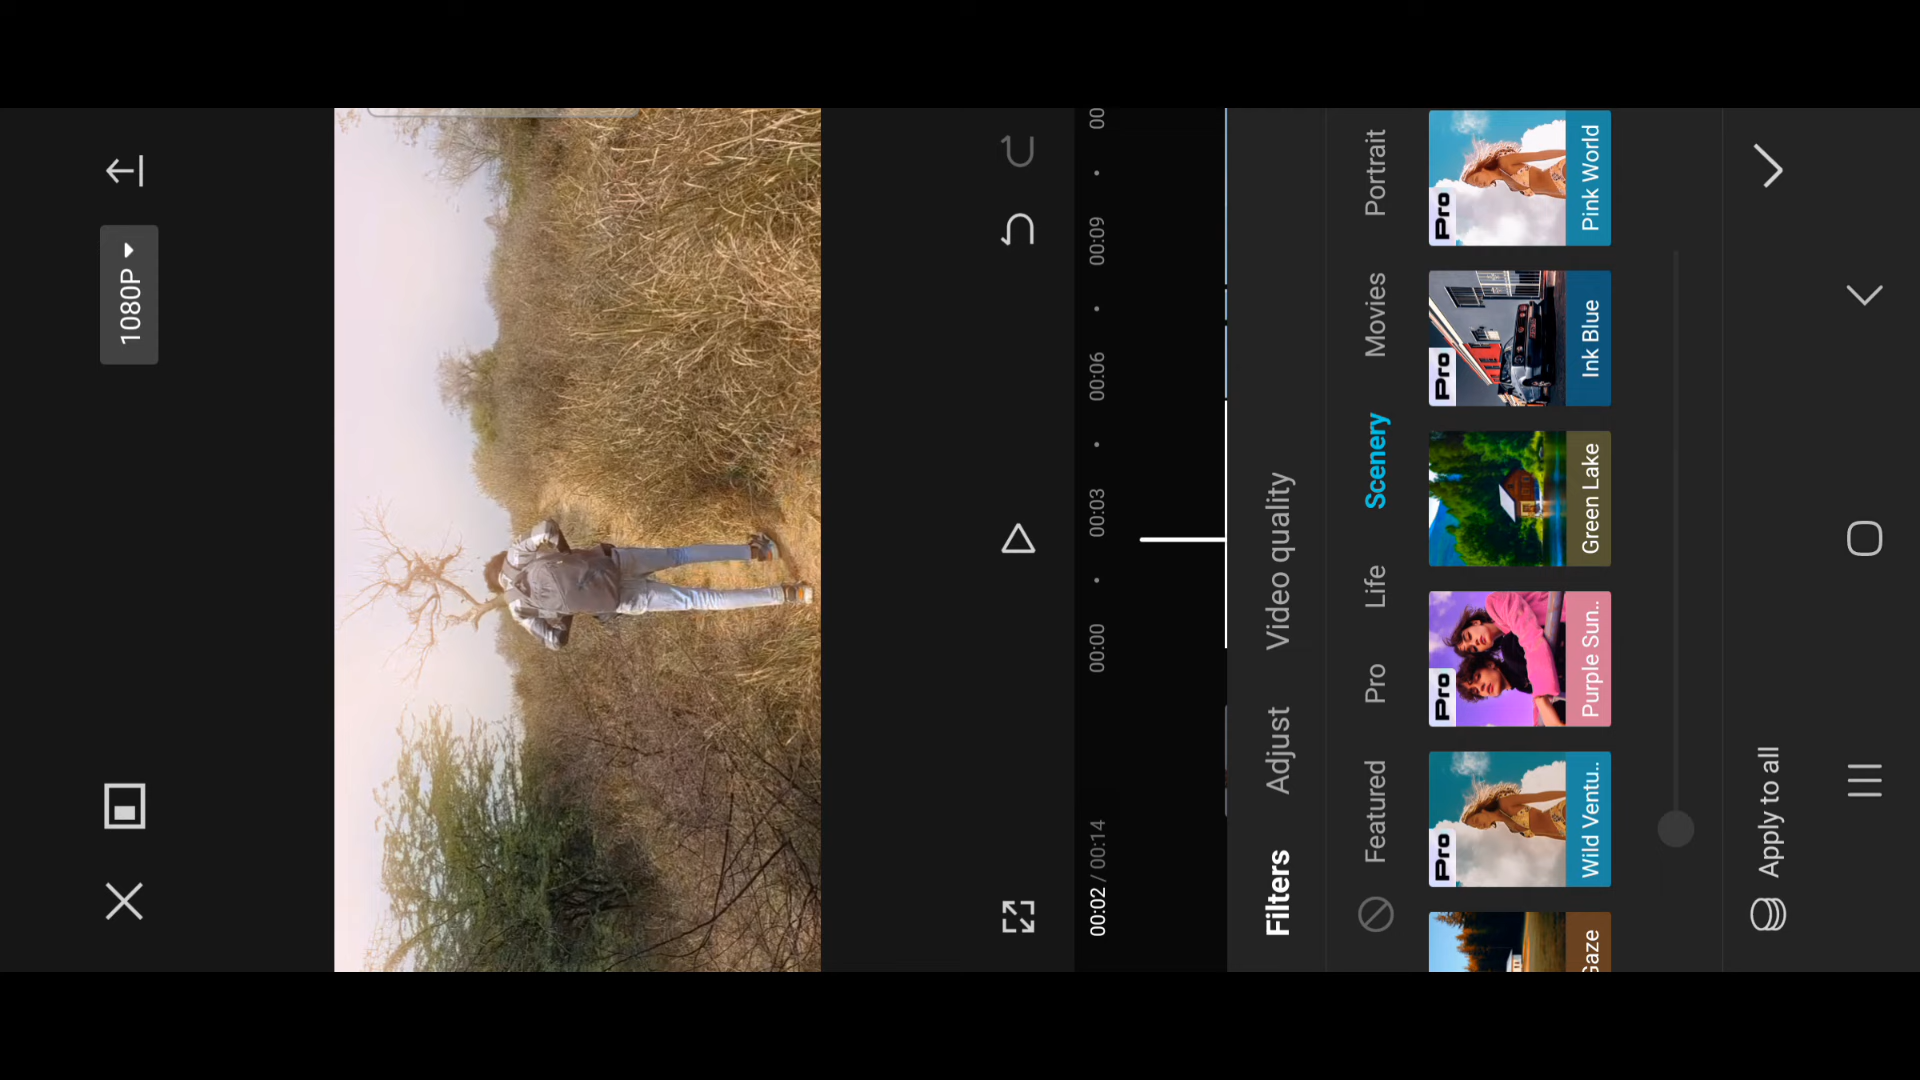 1080P
00:02 / 00:14
00:00
00:03
00:06
00:09
00
Filters
Adjust
Video quality
Featured
Pro
Life
Scenery
Movies
Portrait
Gaze
Pro
Wild Ventu..
Pro
Purple Sun..
Green Lake
Pro
Ink Blue
Pro
Pink World
Apply to all